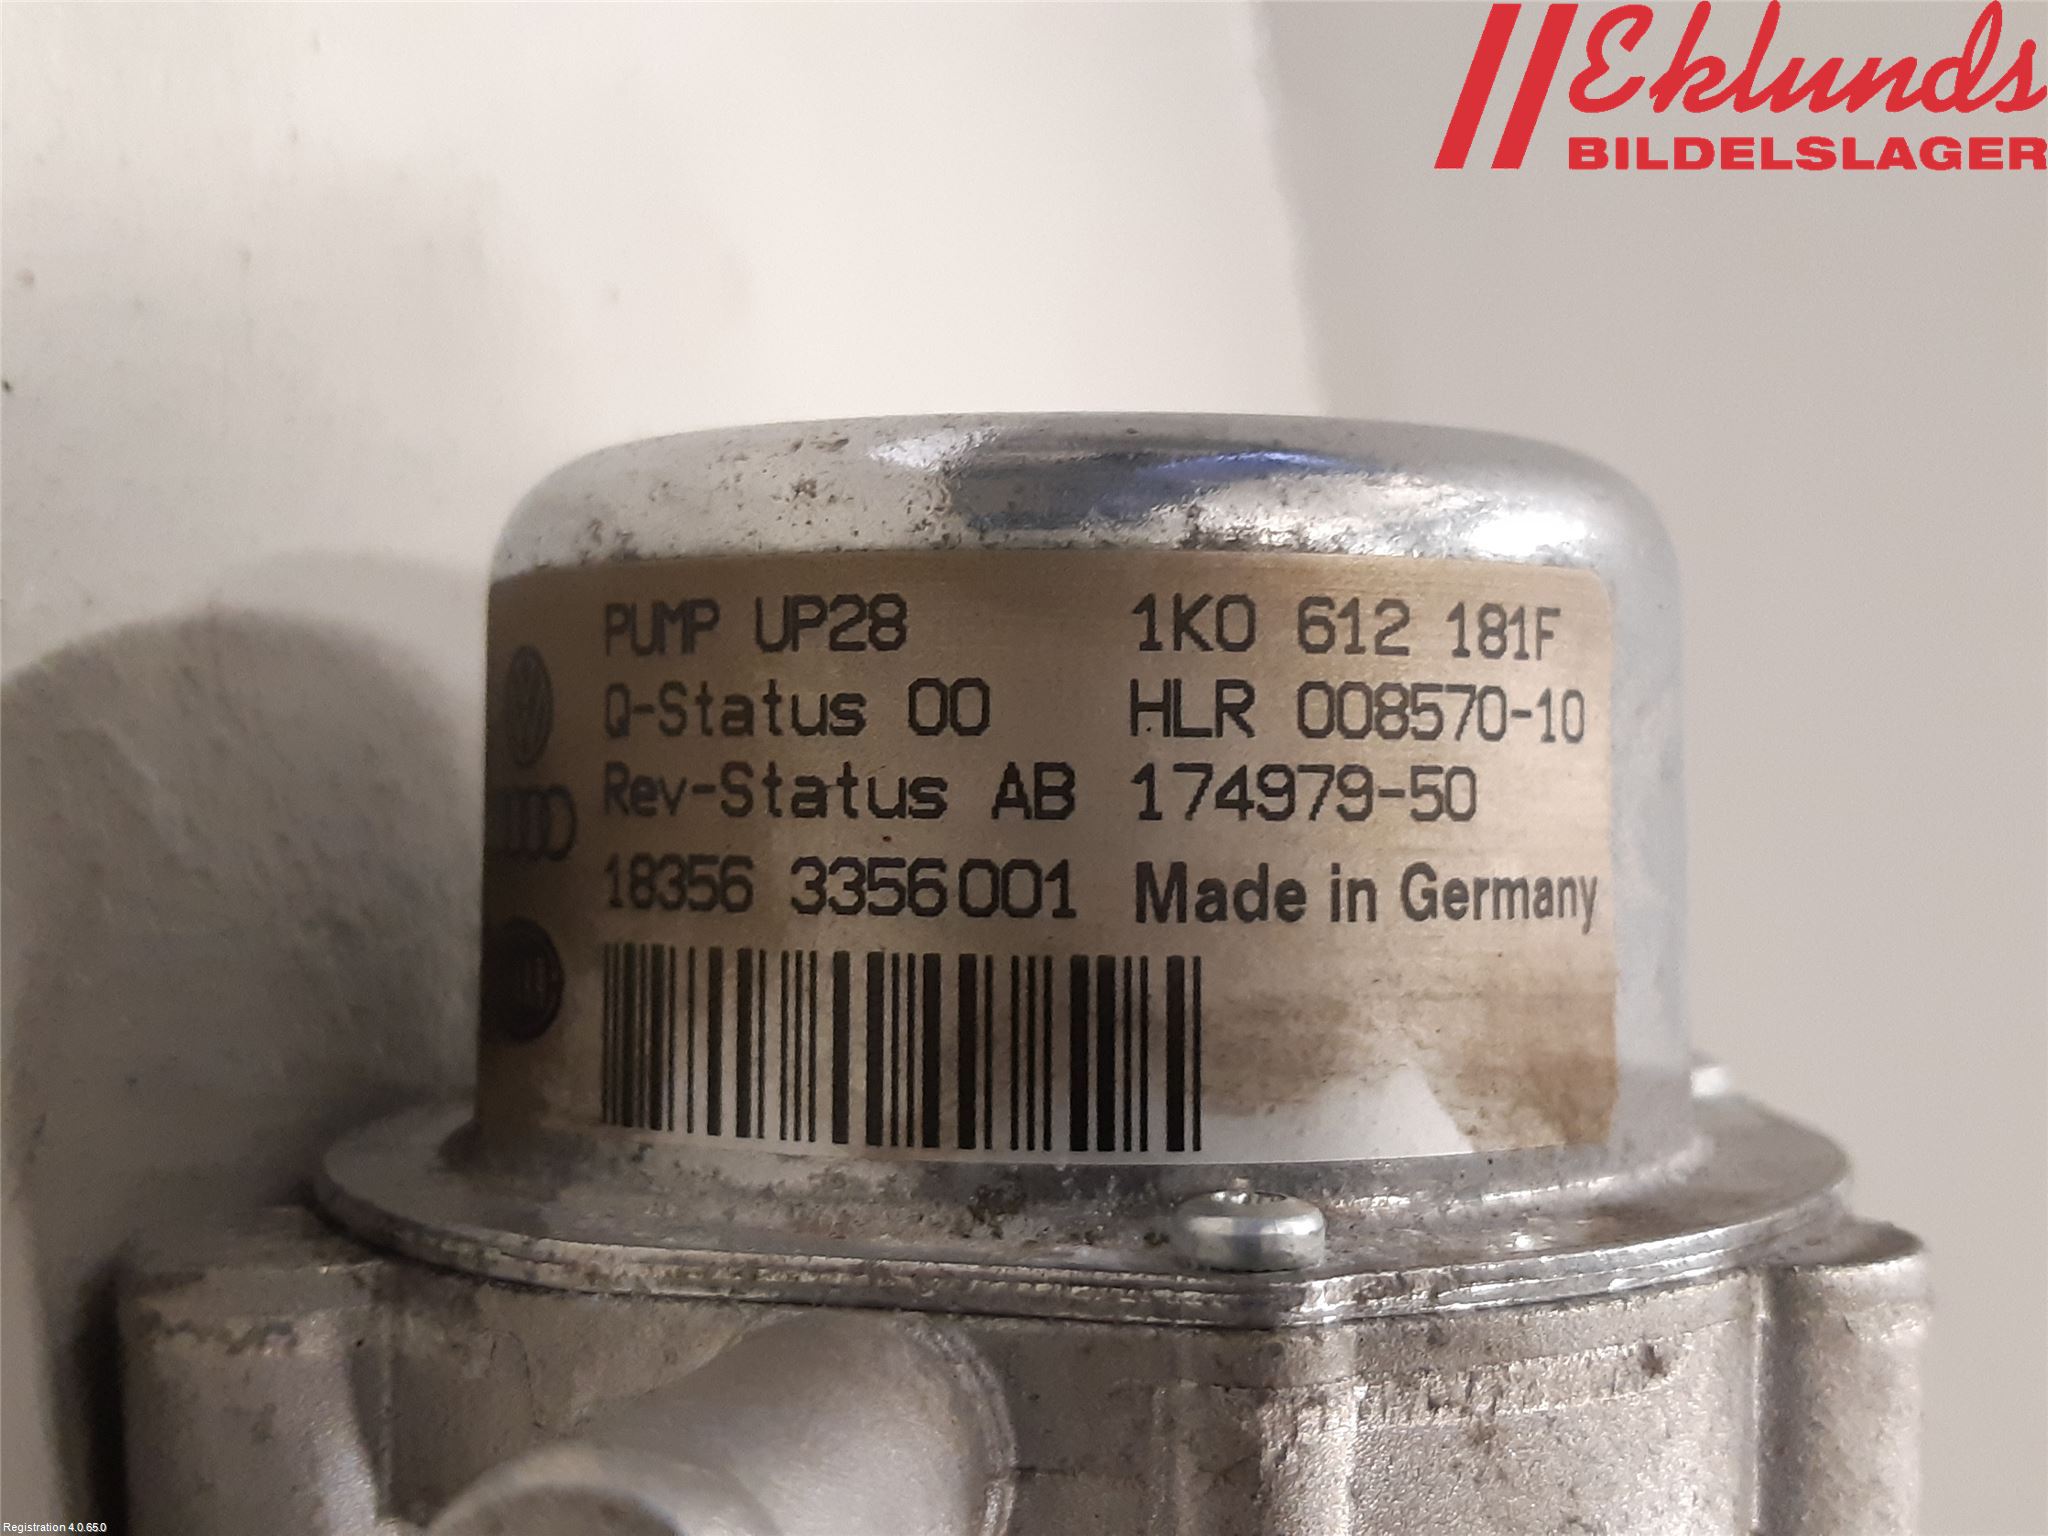 Eklunds
BILDELSLAGER
PUMP UP28 1K0 612 181F
Q-Status 00 HLR 008570-10
Rev-Status AB 174979-50
18356 3356001 Made in Germany
Registration 4.0.65.0